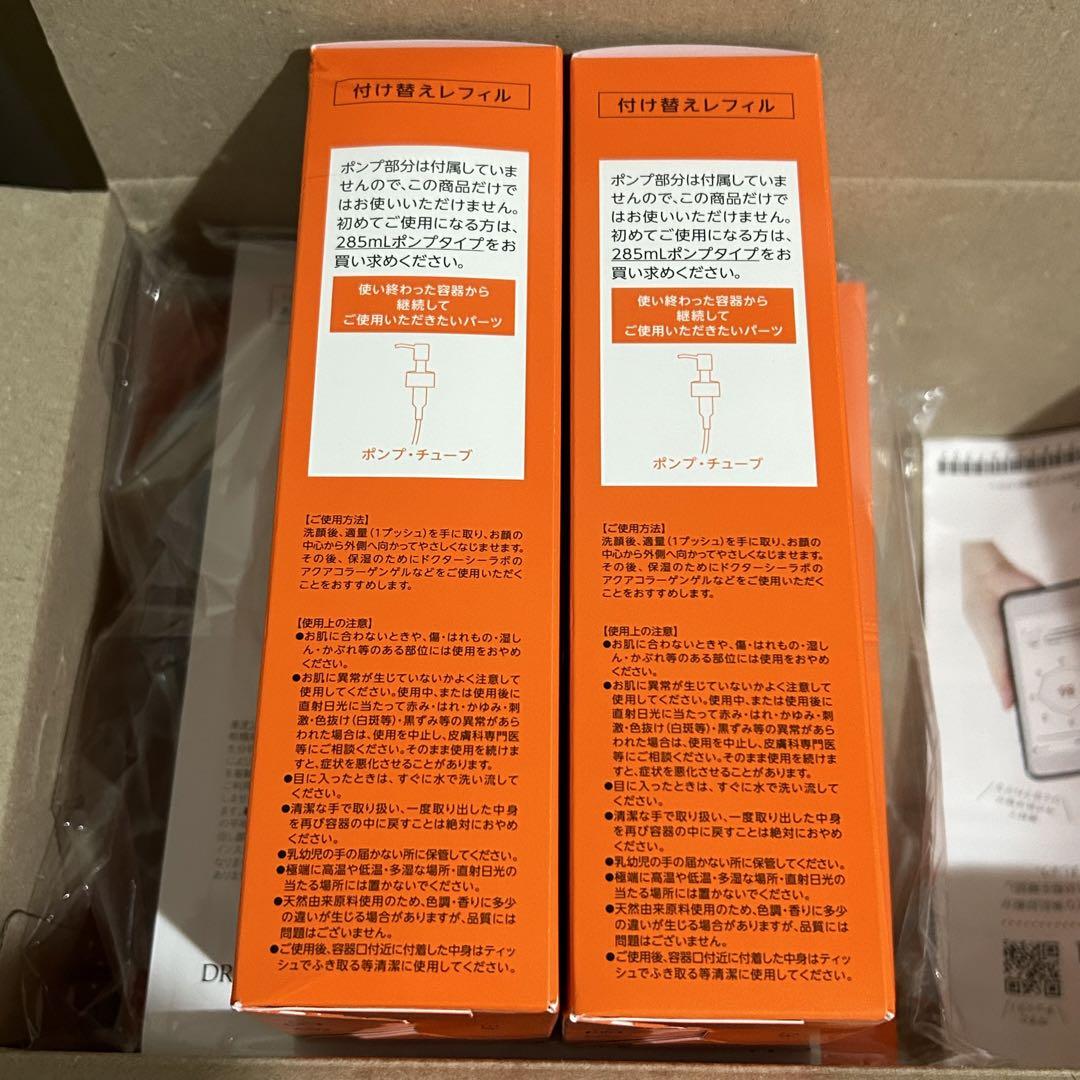 付け替えレフィル
ポンプ部分は付属していま
せんので、この商品だけで
はお使いいただけません。
初めてご使用になる方は、
285mLポンプタイプをお
買い求めください。
使い終わった容器から
継続して
ご使用いただきたいパーツ
ポンプ・チューブ
【ご使用方法】
洗顔後、適量(1プッシュ)を手に取り、お顔の
中心から外側へ向かってやさしくなじませます。
その後、保湿のためにドクターシーラボの
アクアコラーゲンゲルなどをご使用いただく
ことをおすすめします。
【使用上の注意】
●お肌に合わないときや、傷・はれもの・湿し
ん・かぶれ等のある部位には使用をおやめ
ください。
●お肌に異常が生じていないかよく注意して
使用してください。使用中、または使用後に
直射日光に当たって赤み・はれ・かゆみ・刺
激・色抜け(白斑等)・黒ずみ等の異常があら
われた場合は、使用を中止し、皮膚科専門医
等にご相談ください。そのまま使用を続けま
すと、症状を悪化させることがあります。
●目に入ったときは、すぐに水で洗い流して
ください。
●清潔な手で取り扱い、一度取り出した中身
を再び容器の中に戻すことは絶対におやめ
ください。
●乳幼児の手の届かない所に保管してください。
●極端に高温や低温・多湿な場所・直射日光の
当たる場所には置かないでください。
●天然由来原料使用のため、色調・香りに多少
の違いが生じる場合がありますが、品質には
問題はございません。
●ご使用後、容器口付近に付着した中身はティッ
シュでふき取る等清潔に使用してください。
付け替えレフィル
ポンプ部分は付属していま
せんので、この商品だけで
はお使いいただけません。
初めてご使用になる方は、
285mLポンプタイプをお
買い求めください。
使い終わった容器から
継続して
ご使用いただきたいパーツ
ポンプ・チューブ
【ご使用方法】
洗顔後、適量(1プッシュ)を手に取り、お顔の
中心から外側へ向かってやさしくなじませます。
その後、保湿のためにドクターシーラボの
アクアコラーゲンゲルなどをご使用いただく
ことをおすすめします。
【使用上の注意】
●お肌に合わないときや、傷・はれもの・湿し
ん・かぶれ等のある部位には使用をおやめ
ください。
●お肌に異常が生じていないかよく注意して
使用してください。使用中、または使用後に
直射日光に当たって赤み・はれ・かゆみ・刺
激・色抜け(白斑等)・黒ずみ等の異常があら
われた場合は、使用を中止し、皮膚科専門医
等にご相談ください。そのまま使用を続けま
すと、症状を悪化させることがあります。
●目に入ったときは、すぐに水で洗い流して
ください。
●清潔な手で取り扱い、一度取り出した中身
を再び容器の中に戻すことは絶対におやめ
ください。
●乳幼児の手の届かない所に保管してください。
●極端に高温や低温・多湿な場所・直射日光の
当たる場所には置かないでください。
●天然由来原料使用のため、色調・香りに多少
の違いが生じる場合がありますが、品質には
問題はございません。
●ご使用後、容器口付近に付着した中身はティッ
シュでふき取る等清潔に使用してください。
DR